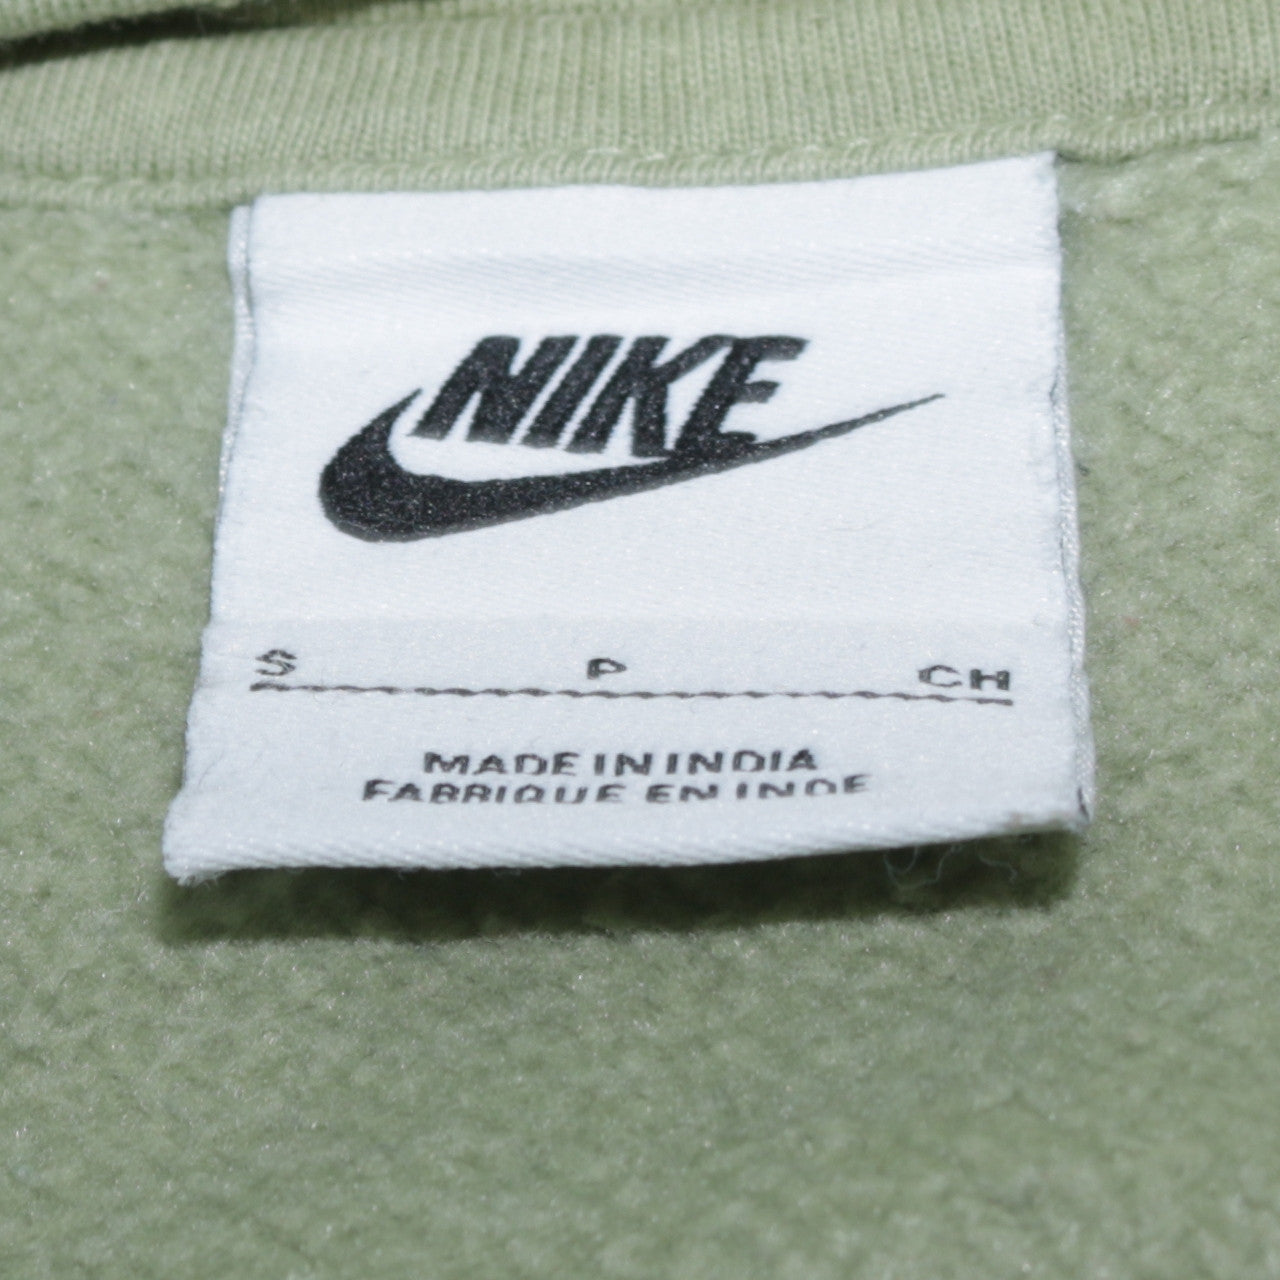 NIKE
S P CH
MADE IN INDIA
FABRIQUE EN INDE